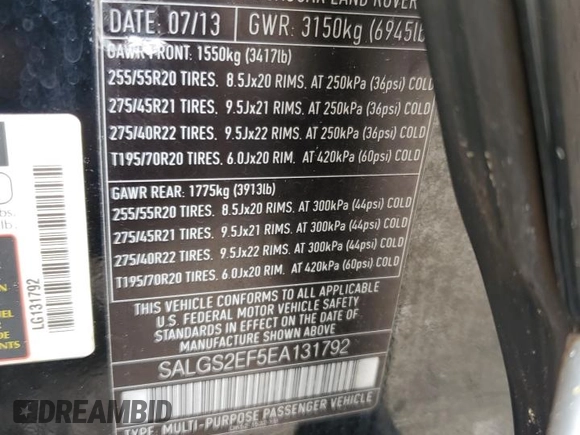 LAND ROVER
DATE: 07/13 GWR: 3150kg (6945lb
GAWR FRONT: 1550kg (3417lb)
255/55R20 TIRES. 8.5Jx20 RIMS. AT 250kPa (36psi) COLD
275/45R21 TIRES. 9.5Jx21 RIMS. AT 250kPa (36psi) COLD
275/40R22 TIRES. 9.5Jx22 RIMS. AT 250kPa (36psi) COLD
T195/70R20 TIRES. 6.0Jx20 RIM. AT 420kPa (60psi) COLD
GAWR REAR: 1775kg (3913lb)
255/55R20 TIRES. 8.5Jx20 RIMS. AT 300kPa (44psi) COLD
275/45R21 TIRES. 9.5Jx21 RIMS. AT 300kPa (44psi) COLD
275/40R22 TIRES. 9.5Jx22 RIMS. AT 300kPa (44psi) COLD
T195/70R20 TIRES. 6.0Jx20 RIM. AT 420kPa (60psi) COLD
THIS VEHICLE CONFORMS TO ALL APPLICABLE
U.S. FEDERAL MOTOR VEHICLE SAFETY
STANDARDS IN EFFECT ON THE DATE OF
MANUFACTURE SHOWN ABOVE.
SALGS2EF5EA131792
TYPE: MULTI-PURPOSE PASSENGER VEHICLE
LG131792
DREAMBID